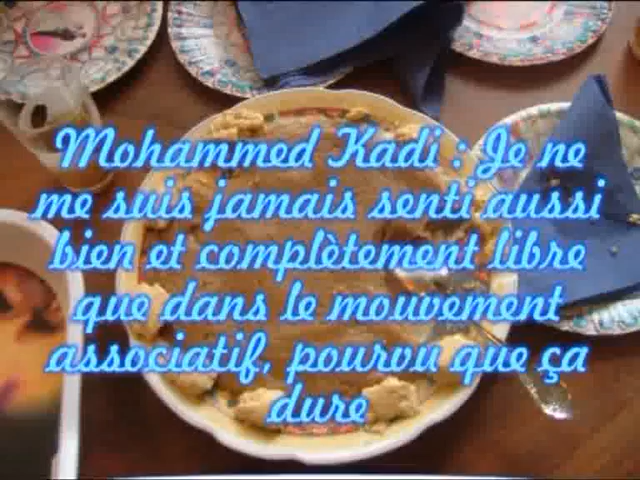 Mohammed Kadi : Je ne
me suis jamais senti aussi
bien et complètement libre
que dans le mouvement
associatif, pourvu que ça
dure